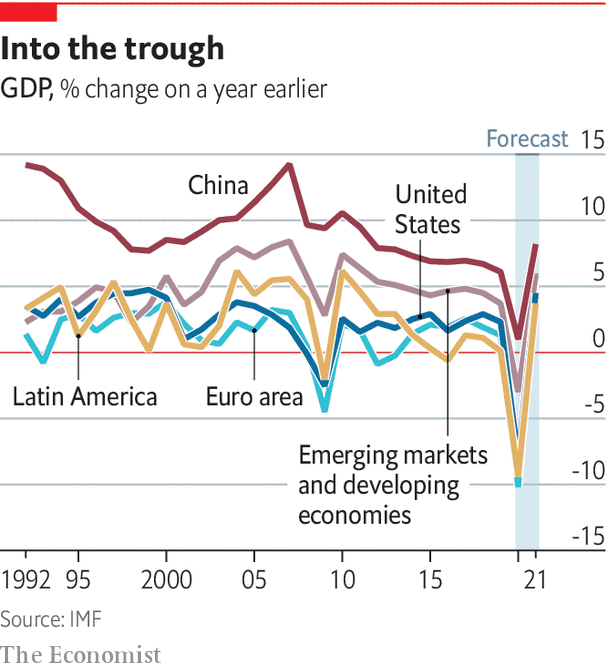 Into the trough
GDP, % change on a year earlier
Forecast
15
China
United
States
10
5
0
Latin America
Euro area
-5
Emerging markets
and developing
economies
-10
-15
1992 95 2000 05 10 15 21
Source: IMF
The Economist